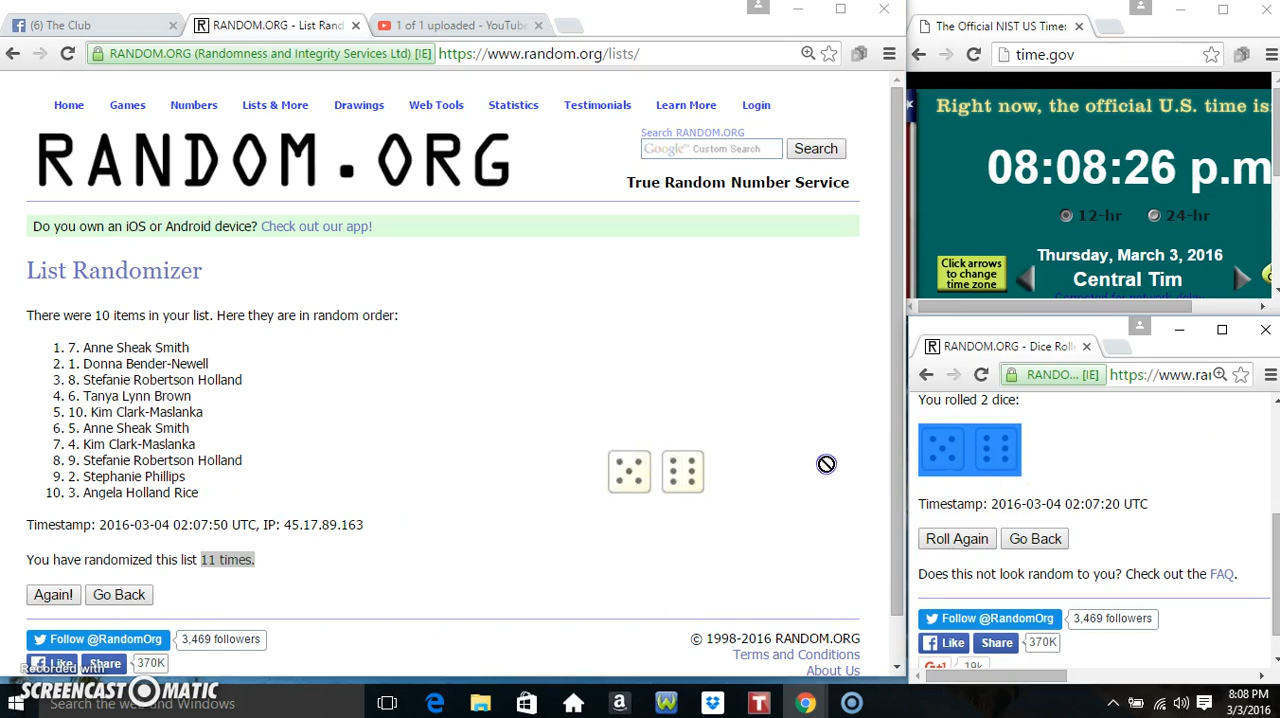 (6) The Club
RANDOM.ORG - List Rand
1 of 1 uploaded - YouTube
RANDOM.ORG (Randomness and Integrity Services Ltd) [IE]
https://www.random.org/lists/
Home Games Numbers Lists & More Drawings Web Tools Statistics Testimonials Learn More Login
RANDOM.ORG
Search RANDOM.ORG
Google™ Custom Search
Search
True Random Number Service
Do you own an iOS or Android device? Check out our app!
List Randomizer
There were 10 items in your list. Here they are in random order:
1. 7. Anne Sheak Smith
2. 1. Donna Bender-Newell
3. 8. Stefanie Robertson Holland
4. 6. Tanya Lynn Brown
5. 10. Kim Clark-Maslanka
6. 5. Anne Sheak Smith
7. 4. Kim Clark-Maslanka
8. 9. Stefanie Robertson Holland
9. 2. Stephanie Phillips
10. 3. Angela Holland Rice
Timestamp: 2016-03-04 02:07:50 UTC, IP: 45.17.89.163
You have randomized this list 11 times.
Again! Go Back
Follow @RandomOrg 3,469 followers
Like Share 370K
© 1998-2016 RANDOM.ORG
Terms and Conditions
About Us
The Official NIST US Time:
time.gov
Right now, the official U.S. time is
08:08:26 p.m
12-hr 24-hr
Click arrows
to change
time zone
Thursday, March 3, 2016
Central Tim
RANDOM.ORG - Dice Roll
RANDO... [IE]
https://www.rar
You rolled 2 dice:
Timestamp: 2016-03-04 02:07:20 UTC
Roll Again Go Back
Does this not look random to you? Check out the FAQ.
Follow @RandomOrg 3,469 followers
Like Share 370K
G+1 19k
Recorded with
SCREENCAST-O-MATIC
Search the web and Windows
8:08 PM
3/3/2016